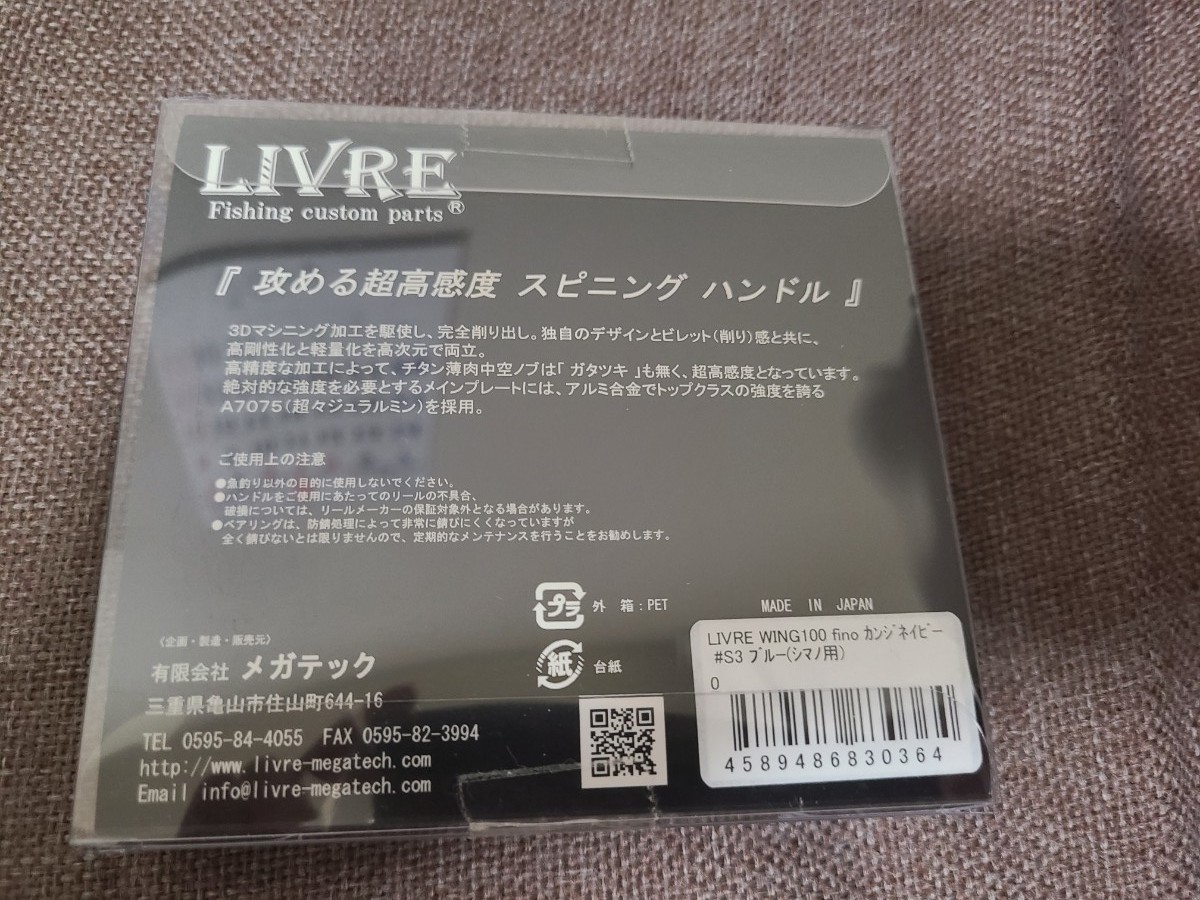 LIVRE
Fishing custom parts®
『 攻める超高感度 スピニング ハンドル 』
3Dマシニング加工を駆使し、完全削り出し。独自のデザインとビレット(削り)感と共に、
高剛性化と軽量化を高次元で両立。
高精度な加工によって、チタン薄肉中空ノブは「 ガタツキ 」も無く、超高感度となっています。
絶対的な強度を必要とするメインプレートには、アルミ合金でトップクラスの強度を誇る
A7075(超々ジュラルミン)を採用。
ご使用上の注意
●魚釣り以外の目的に使用しないでください。
●ハンドルをご使用にあたってのリールの不具合、
破損については、リールメーカーの保証対象外となる場合があります。
●ベアリングは、防錆処理によって非常に錆びにくくなっていますが
全く錆びないとは限りませんので、定期的なメンテナンスを行うことをお勧めします。
プラ 外 箱:PET
紙 台紙
MADE IN JAPAN
〈企画・製造・販売元〉
有限会社 メガテック
三重県亀山市住山町644-16
TEL 0595-84-4055 FAX 0595-82-3994
http://www.livre-megatech.com
Email info@livre-megatech.com
LIVRE WING100 fino ｶﾝｼﾞﾈｲﾋﾞｰ
#S3 ﾌﾞﾙｰ(ｼﾏﾉ用)
0
4589486830364